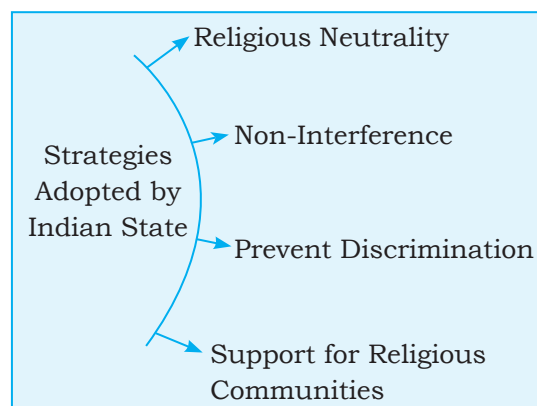 Religious Neutrality
Non-Interference
Strategies
Adopted by
Indian State
Prevent Discrimination
Support for Religious
Communities